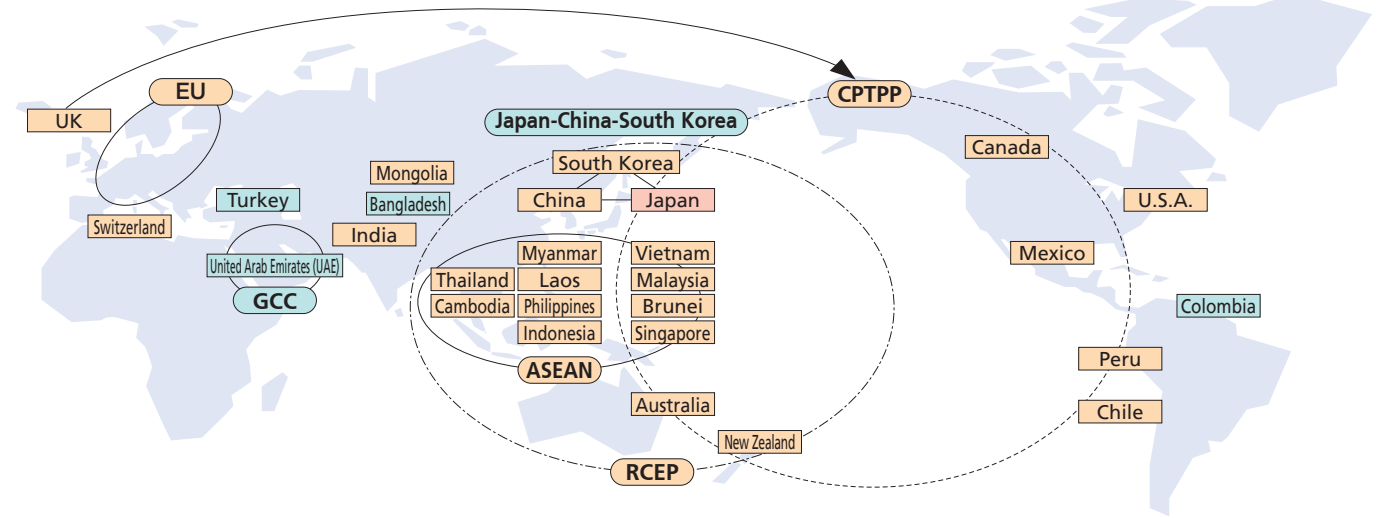 EU
UK
CPTPP
Japan-China-South Korea
Canada
South Korea
Mongolia
Turkey
Bangladesh
China
Japan
U.S.A.
Switzerland
India
Myanmar
Vietnam
Mexico
United Arab Emirates (UAE)
Thailand
Laos
Malaysia
GCC
Cambodia
Philippines
Brunei
Colombia
Indonesia
Singapore
Peru
ASEAN
Australia
Chile
New Zealand
RCEP